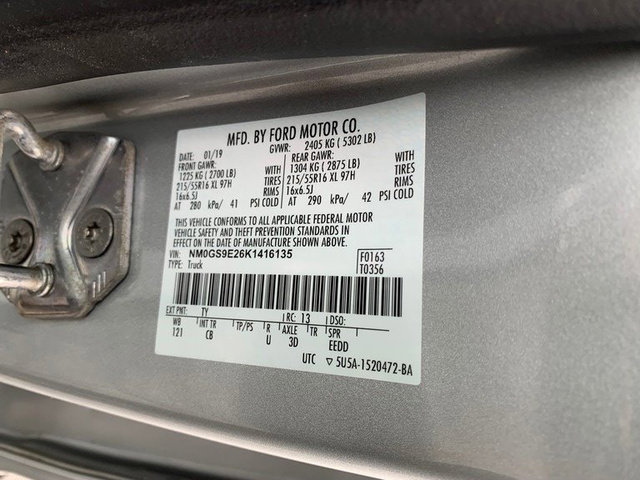 MFD. BY FORD MOTOR CO.
DATE: 01/19 GVWR: 2405 KG ( 5302 LB)
FRONT GAWR: REAR GAWR:
1225 KG ( 2700 LB) WITH 1304 KG ( 2875 LB) WITH
215/55R16 XL 97H TIRES 215/55R16 XL 97H TIRES
16x6.5J RIMS 16x6.5J RIMS
AT 280 kPa/ 41 PSI COLD AT 290 kPa/ 42 PSI COLD
THIS VEHICLE CONFORMS TO ALL APPLICABLE FEDERAL MOTOR
VEHICLE SAFETY AND THEFT PREVENTION STANDARDS IN
EFFECT ON THE DATE OF MANUFACTURE SHOWN ABOVE.
VIN: NM0GS9E26K1416135 F0163
TYPE: Truck T0356
EXT PNT: TY RC: 13 DSO:
WB INT TR TP/PS R AXLE TR SPR
121 CB U 3D EEDD
UTC ▽ 5U5A-1520472-BA